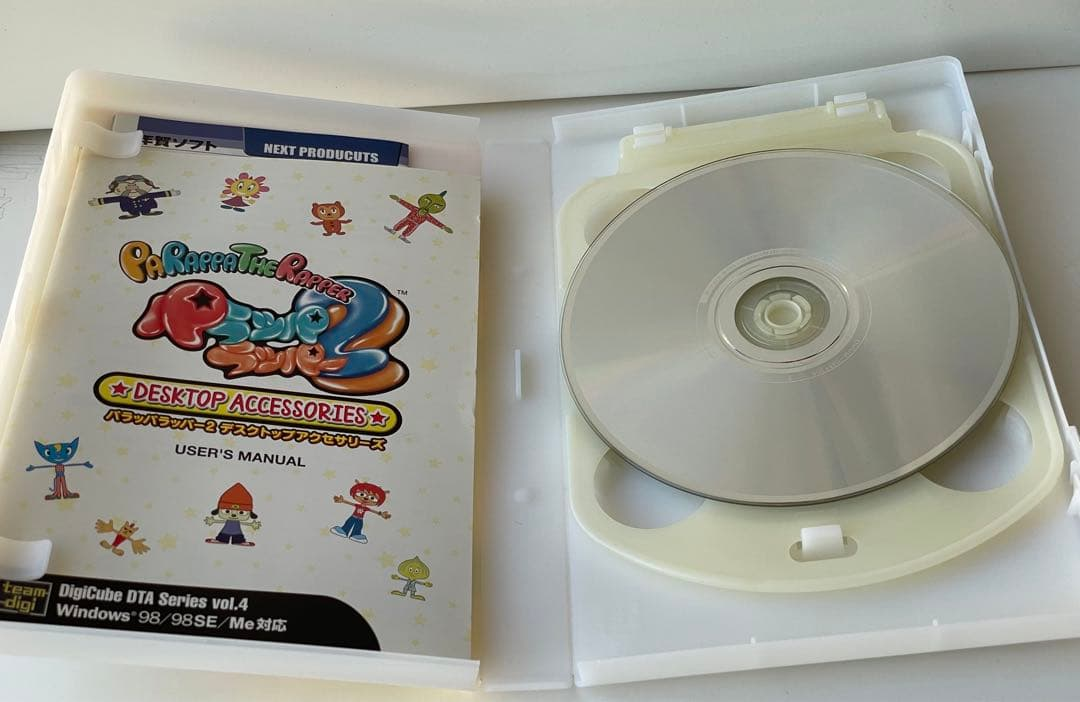 年賀ソフト
NEXT PRODUCUTS
PARAPPA THE RAPPER
パラッパラッパー2 ™
★DESKTOP ACCESSORIES★
パラッパラッパー2 デスクトップアクセサリーズ
USER'S MANUAL
team-digi
DigiCube DTA Series vol.4
Windows®98/98SE/Me対応